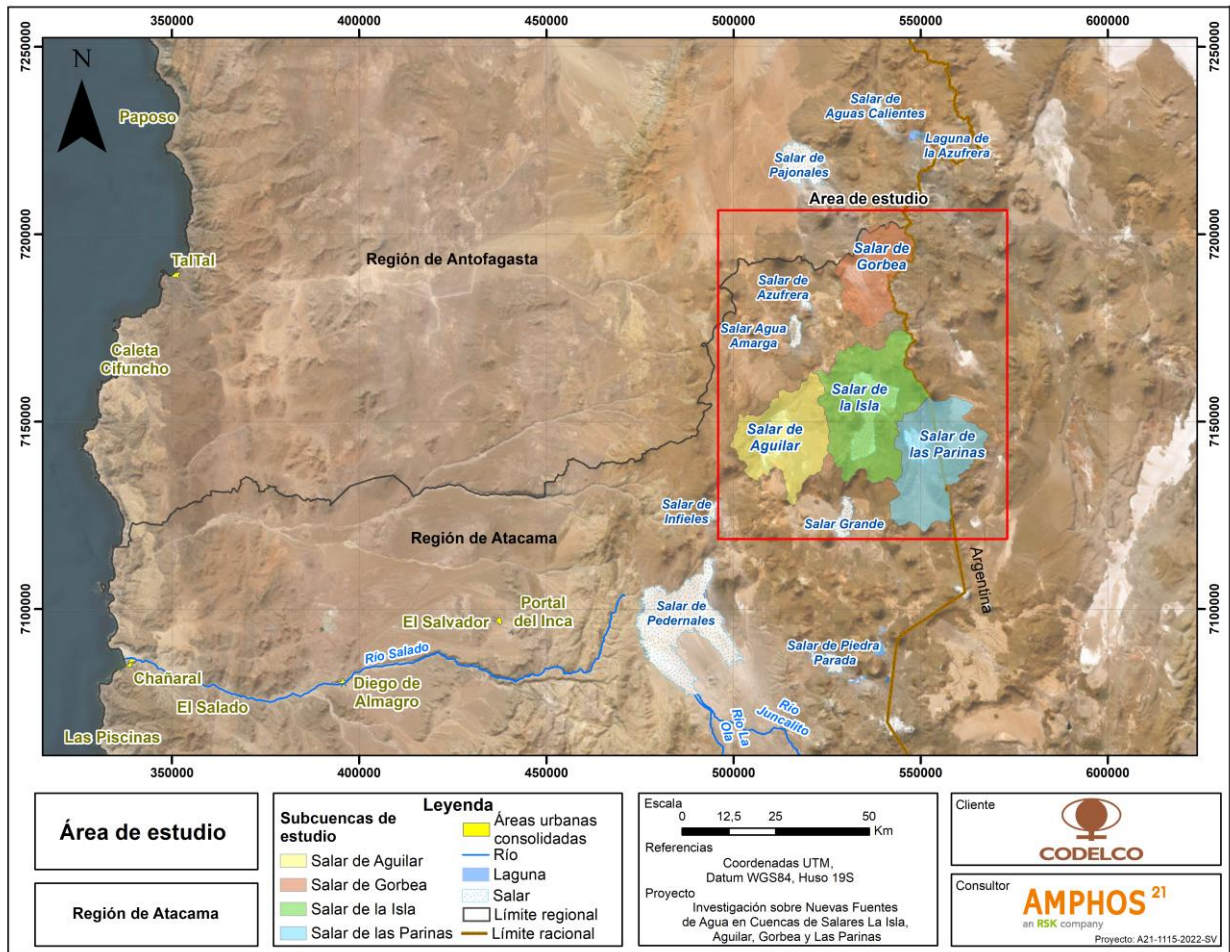 350000
400000
450000
500000
550000
600000
7250000
7250000
N
Paposo
Salar de
Aguas Calientes
Laguna de
la Azufrera
Salar de
Pajonales
Area de estudio
7200000
7200000
TalTal
Región de Antofagasta
Salar de
Gorbea
Salar de
Azufrera
Salar Agua
Amarga
Caleta
Cifuncho
Salar de
la Isla
7150000
7150000
Salar de
Aguilar
Salar de
las Parinas
Salar de
Infieles
Salar Grande
Región de Atacama
Argentina
7100000
7100000
El Salvador
Portal
del Inca
Salar de
Pedernales
Río Salado
Salar de Piedra
Parada
Chañaral
El Salado
Diego de
Almagro
Río La
Ola
Río
Juncalito
Las Piscinas
350000
400000
450000
500000
550000
600000
Área de estudio
Región de Atacama
Leyenda
Subcuencas de
estudio
Salar de Aguilar
Salar de Gorbea
Salar de la Isla
Salar de las Parinas
Áreas urbanas
consolidadas
Río
Laguna
Salar
Límite regional
Límite racional
Escala
0 12,5 25 50
Km
Referencias
Coordenadas UTM,
Datum WGS84, Huso 19S
Proyecto
Investigación sobre Nuevas Fuentes
de Agua en Cuencas de Salares La Isla,
Aguilar, Gorbea y Las Parinas
Cliente
CODELCO
Consultor
AMPHOS 21
an RSK company
Proyecto: A21-1115-2022-SV